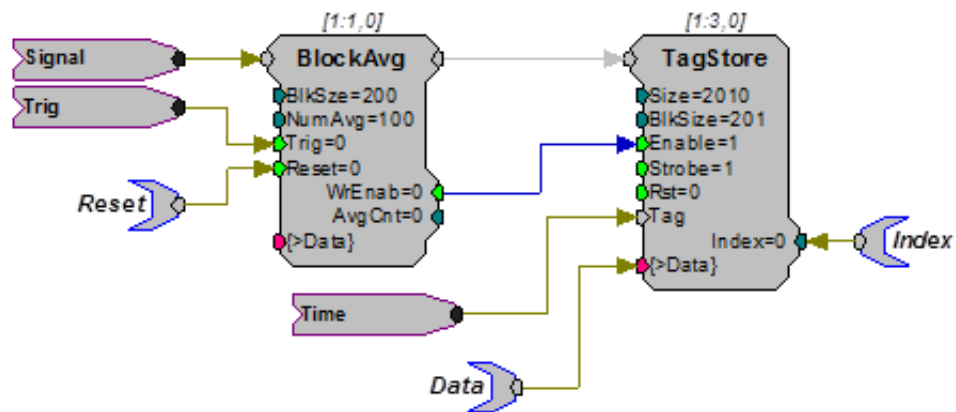 [1:1,0]
[1:3,0]
Signal
Trig
Reset
BlockAvg
BlkSze=200
NumAvg=100
Trig=0
Reset=0
WrEnab=0
AvgCnt=0
{>Data}
TagStore
Size=2010
BlkSize=201
Enable=1
Strobe=1
Rst=0
Tag
Index=0
{>Data}
Index
Time
Data